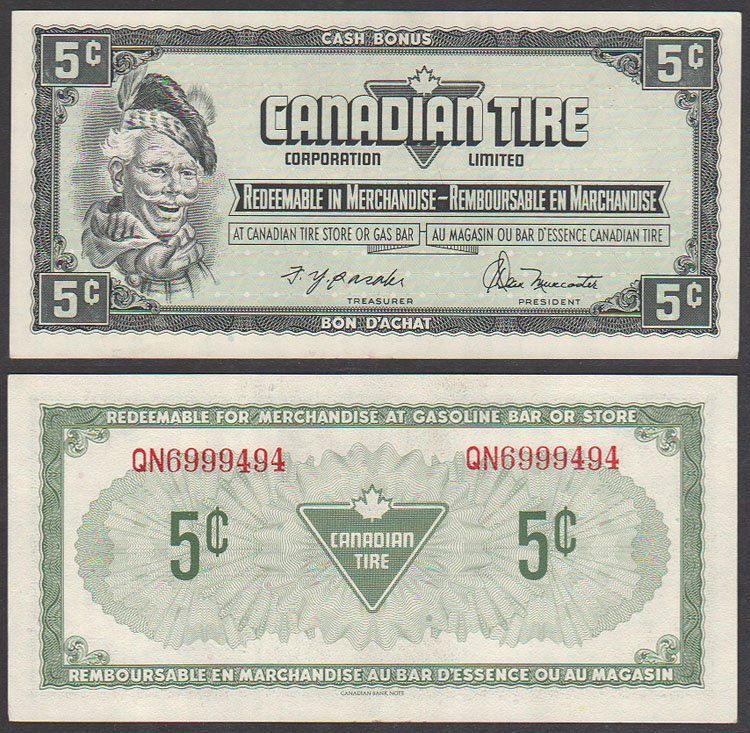 CASH BONUS
5¢ 5¢
CANADIAN TIRE
CORPORATION LIMITED
REDEEMABLE IN MERCHANDISE – REMBOURSABLE EN MARCHANDISE
AT CANADIAN TIRE STORE OR GAS BAR AU MAGASIN OU BAR D'ESSENCE CANADIAN TIRE
Dean Muncaster
TREASURER PRESIDENT
5¢ 5¢
BON D'ACHAT
REDEEMABLE FOR MERCHANDISE AT GASOLINE BAR OR STORE
QN6999494 QN6999494
5¢ 5¢
CANADIAN
TIRE
REMBOURSABLE EN MARCHANDISE AU BAR D'ESSENCE OU AU MAGASIN
CANADIAN BANK NOTE